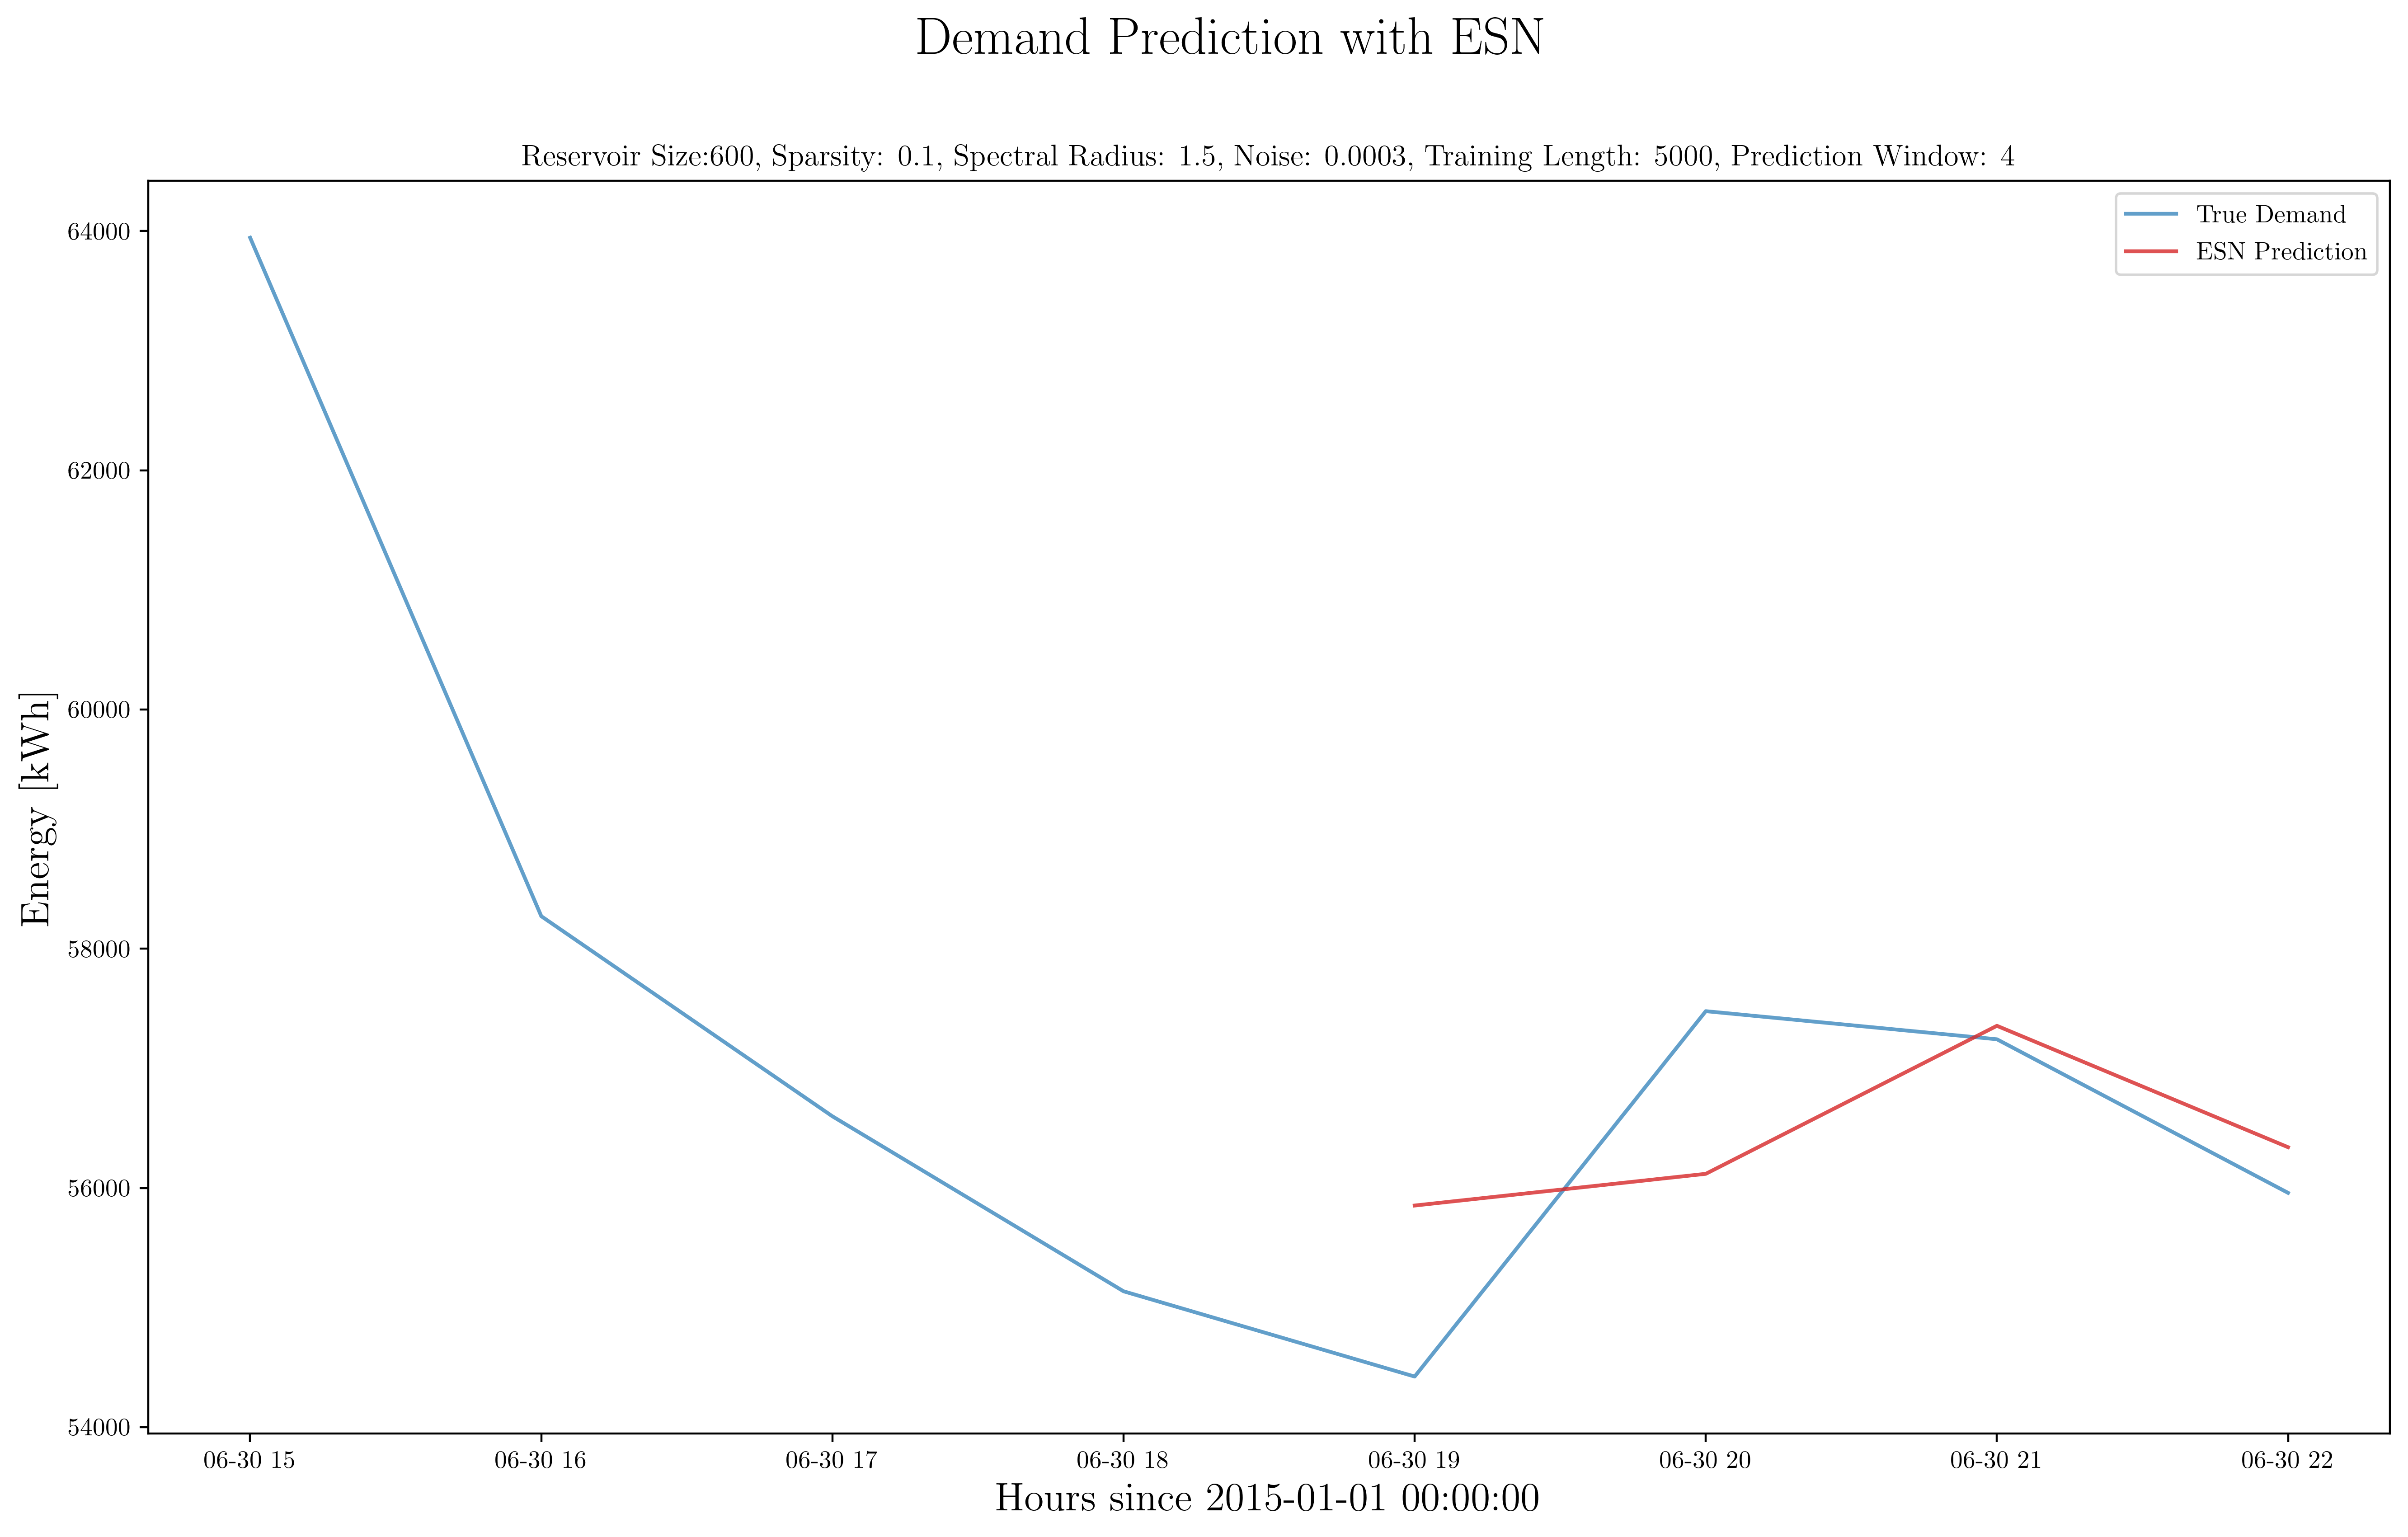 Demand Prediction with ESN
Reservoir Size:600, Sparsity: 0.1, Spectral Radius: 1.5, Noise: 0.0003, Training Length: 5000, Prediction Window: 4
True Demand
ESN Prediction
64000
62000
60000
58000
56000
54000
Energy [kWh]
06-30 15
06-30 16
06-30 17
06-30 18
06-30 19
06-30 20
06-30 21
06-30 22
Hours since 2015-01-01 00:00:00